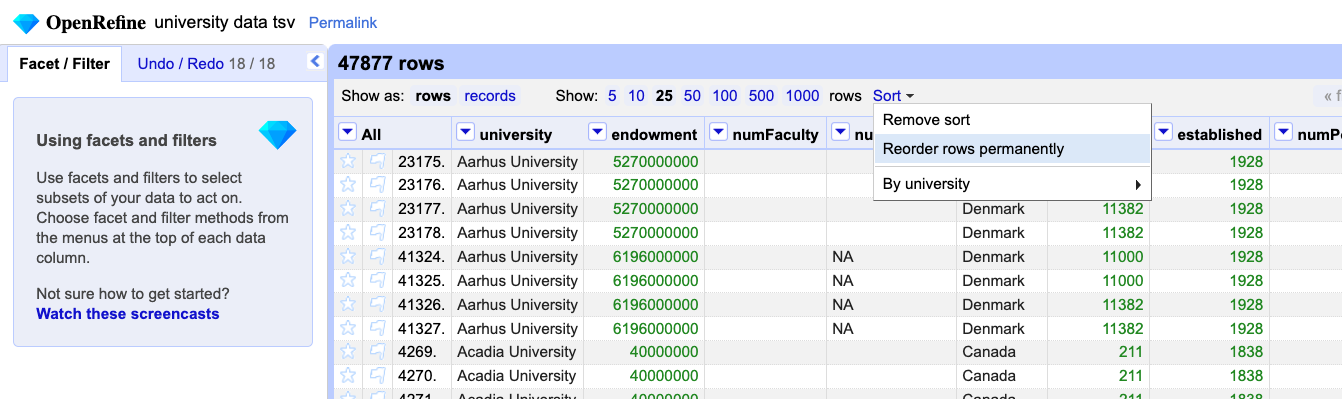 OpenRefine university data tsv Permalink
Facet / Filter Undo / Redo 18 / 18
47877 rows
Show as: rows records Show: 5 10 25 50 100 500 1000 rows Sort
« f
Remove sort
Reorder rows permanently
By university
Using facets and filters
Use facets and filters to select
subsets of your data to act on.
Choose facet and filter methods from
the menus at the top of each data
column.
Not sure how to get started?
Watch these screencasts
All university endowment numFaculty nu established numP
23175. Aarhus University 5270000000 1928
23176. Aarhus University 5270000000 1928
23177. Aarhus University 5270000000 Denmark 11382 1928
23178. Aarhus University 5270000000 Denmark 11382 1928
41324. Aarhus University 6196000000 NA Denmark 11000 1928
41325. Aarhus University 6196000000 NA Denmark 11000 1928
41326. Aarhus University 6196000000 NA Denmark 11382 1928
41327. Aarhus University 6196000000 NA Denmark 11382 1928
4269. Acadia University 40000000 Canada 211 1838
4270. Acadia University 40000000 Canada 211 1838
4271. Acadia University 40000000 Canada 211 1838